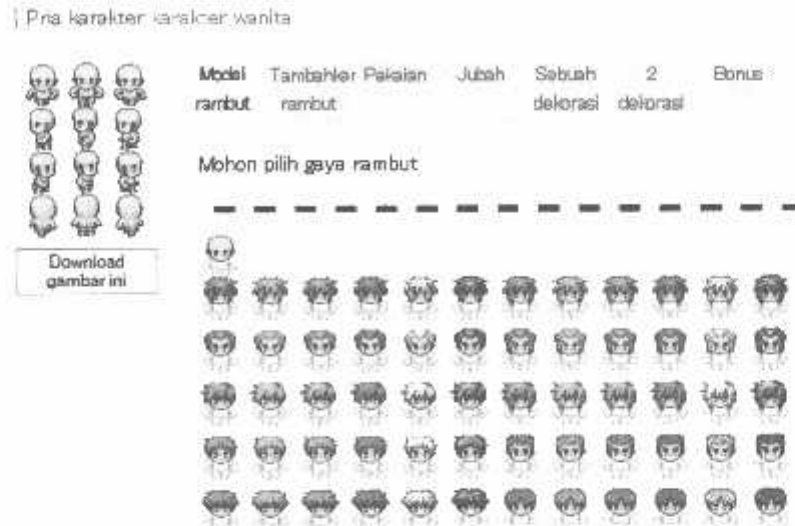 | Pria karakter karakter wanita
Model rambut
Tambahkan rambut
Pakaian
Jubah
Sebuah dekorasi
2 dekorasi
Bonus
Mohon pilih gaya rambut
Download
gambar ini